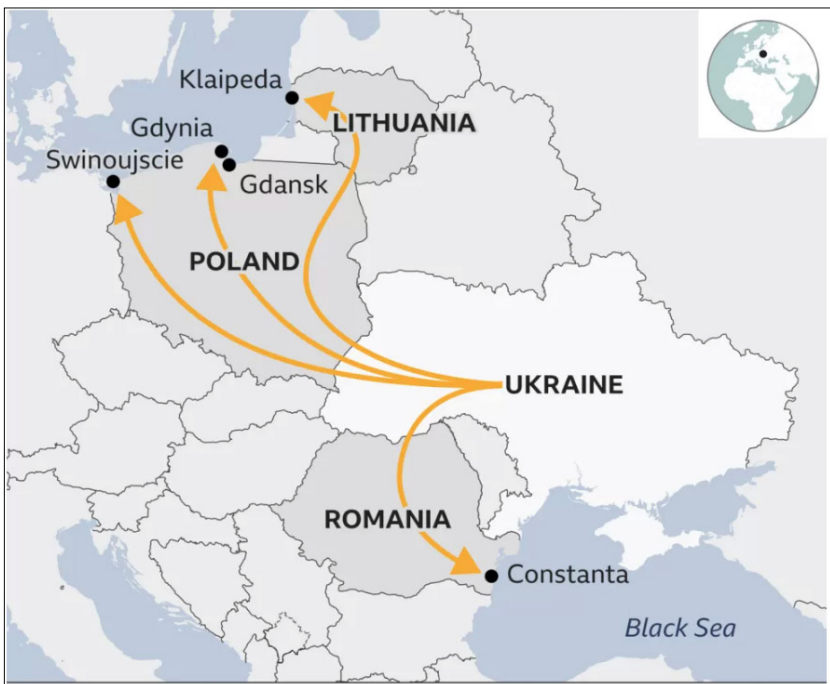 Klaipeda
LITHUANIA
Gdynia
Swinoujscie
Gdansk
POLAND
UKRAINE
ROMANIA
Constanta
Black Sea